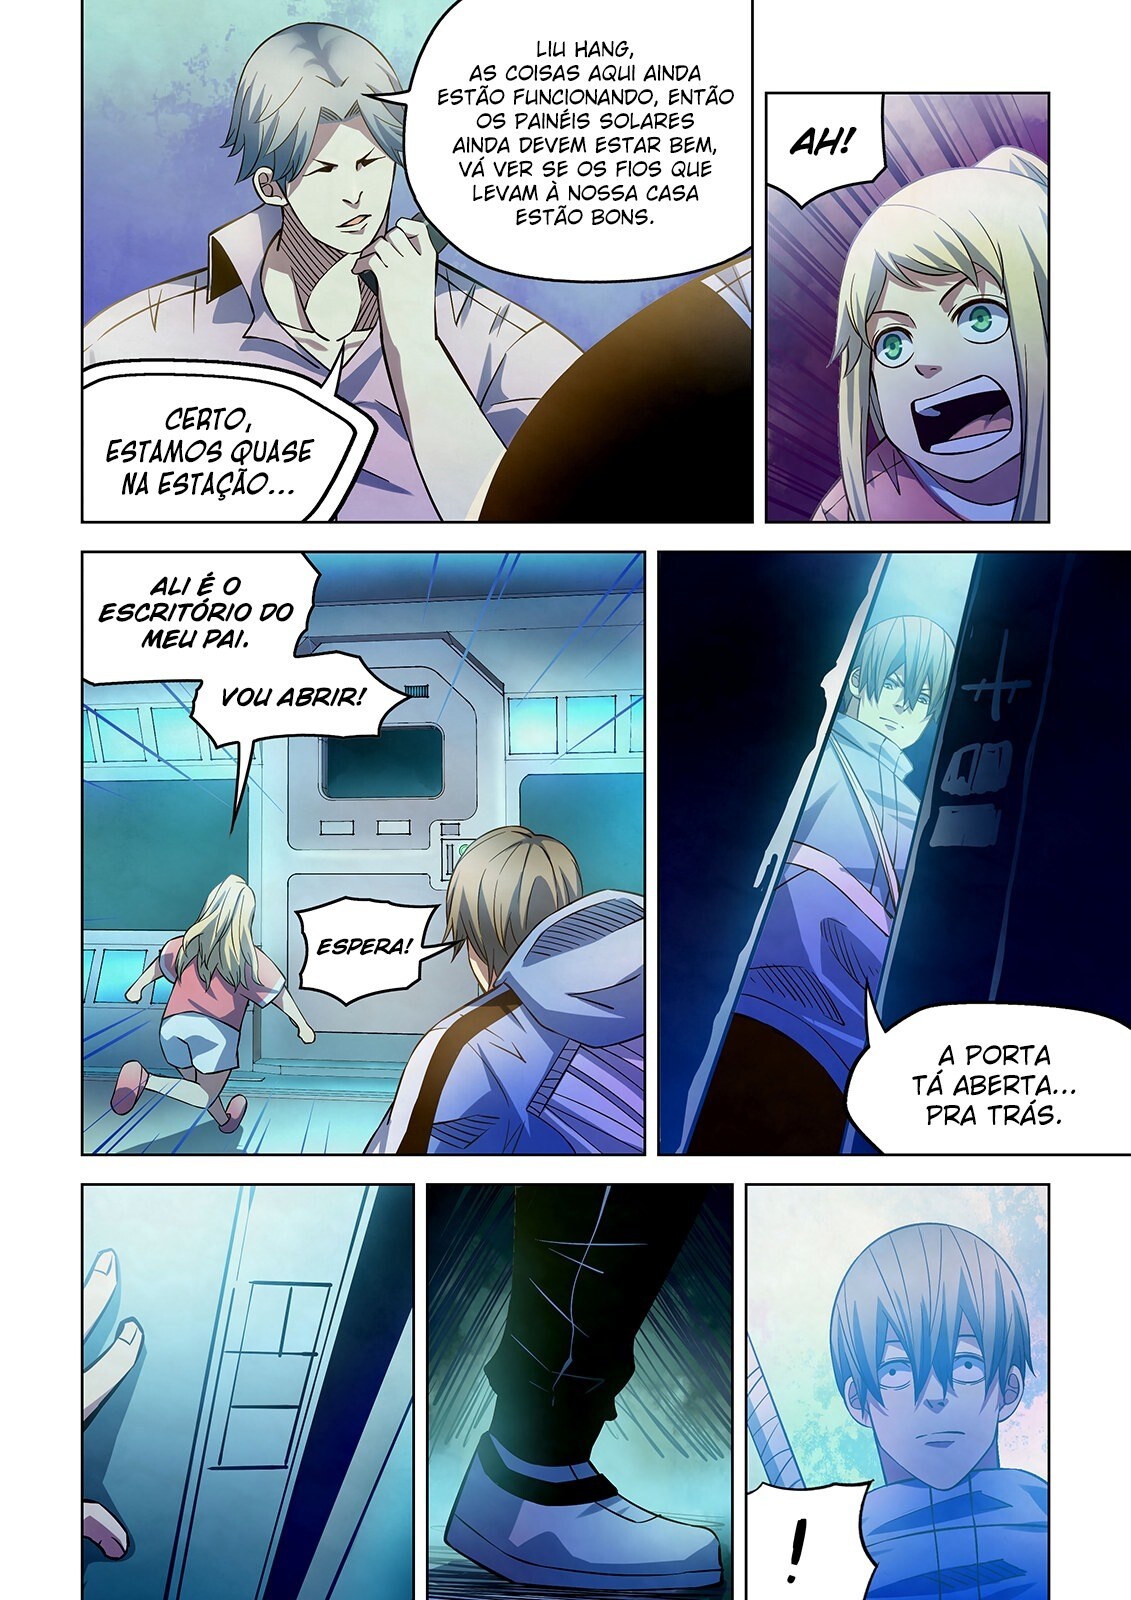 LIU HANG,
AS COISAS AQUI AINDA
ESTÃO FUNCIONANDO, ENTÃO
OS PAINÉIS SOLARES
AINDA DEVEM ESTAR BEM,
VÁ VER SE OS FIOS QUE
LEVAM À NOSSA CASA
ESTÃO BONS.
CERTO,
ESTAMOS QUASE
NA ESTAÇÃO...
AH!
ALI É O
ESCRITÓRIO DO
MEU PAI.
VOU ABRIR!
ESPERA!
A PORTA
TÁ ABERTA...
PRA TRÁS.
!